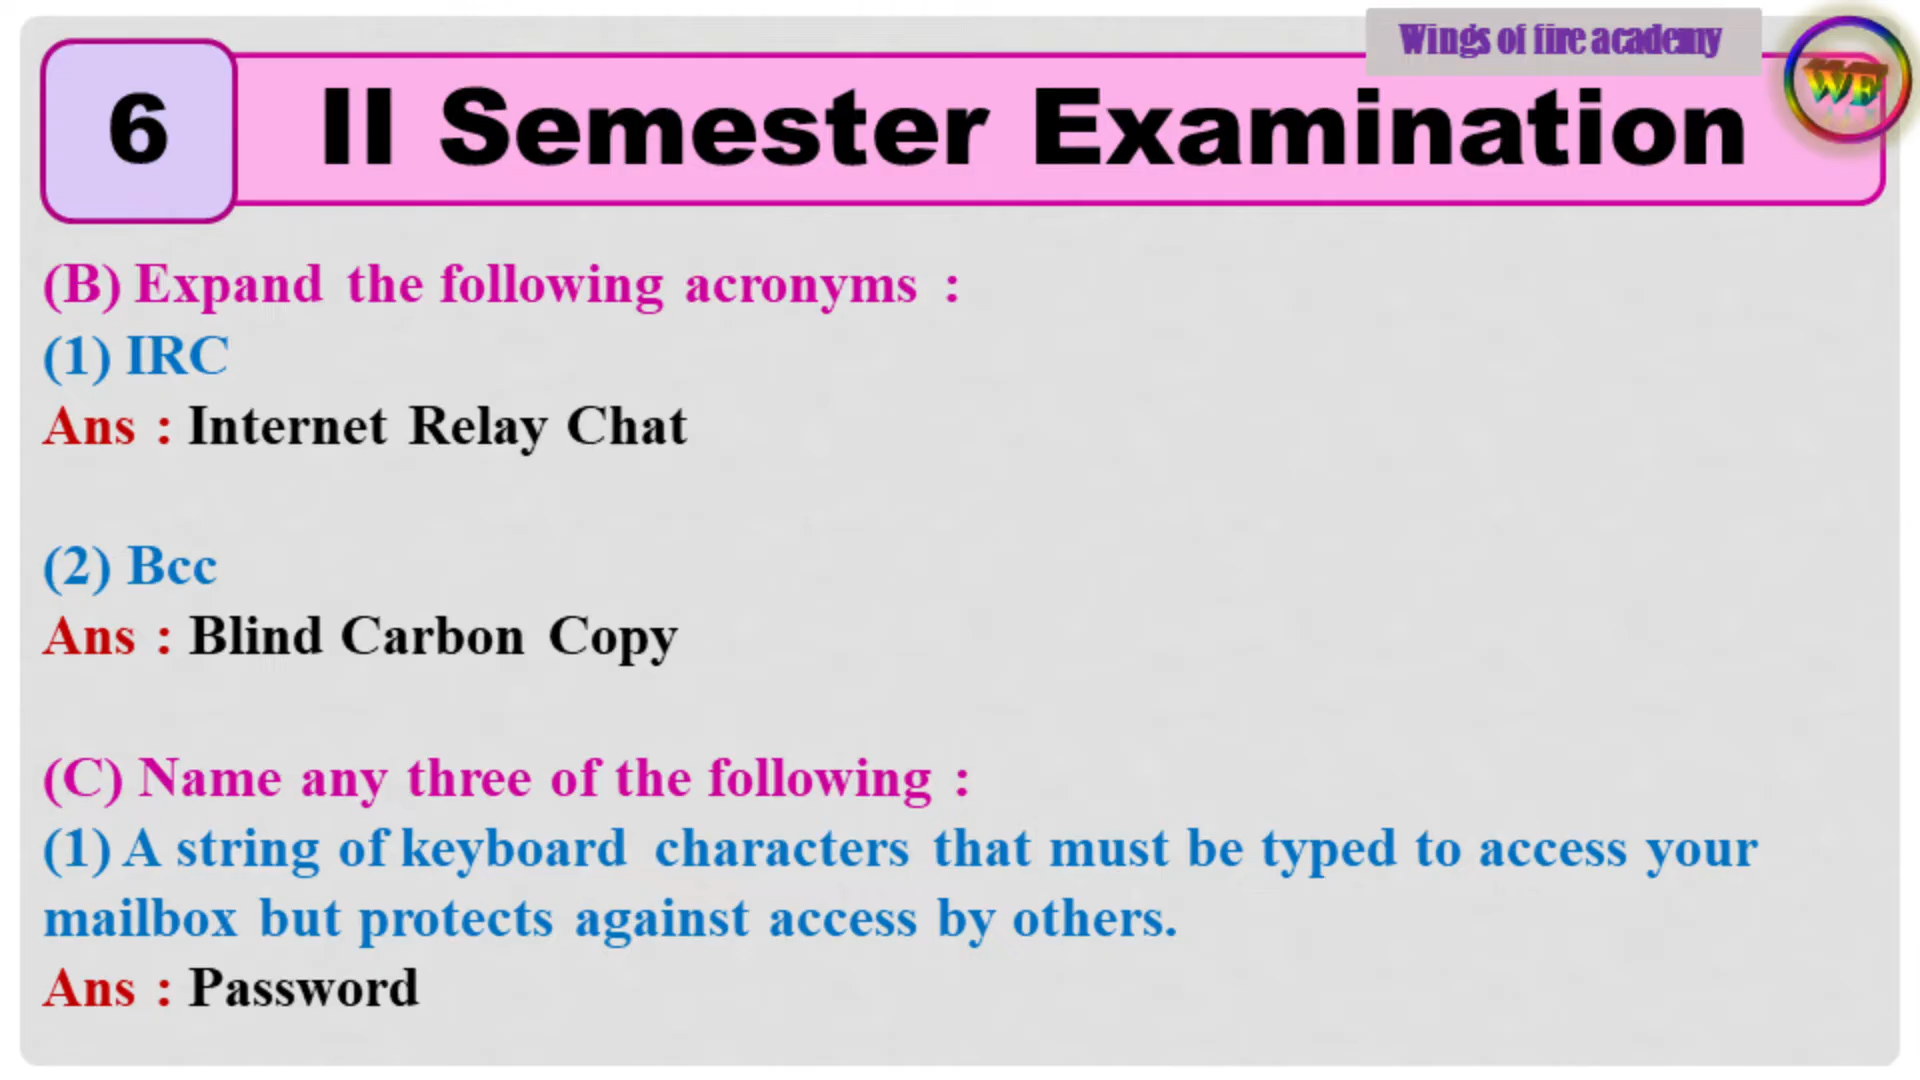 Wings of fire academy
WF
6
II Semester Examination
(B) Expand the following acronyms :
(1) IRC
Ans : Internet Relay Chat
(2) Bcc
Ans : Blind Carbon Copy
(C) Name any three of the following :
(1) A string of keyboard characters that must be typed to access your
mailbox but protects against access by others.
Ans : Password